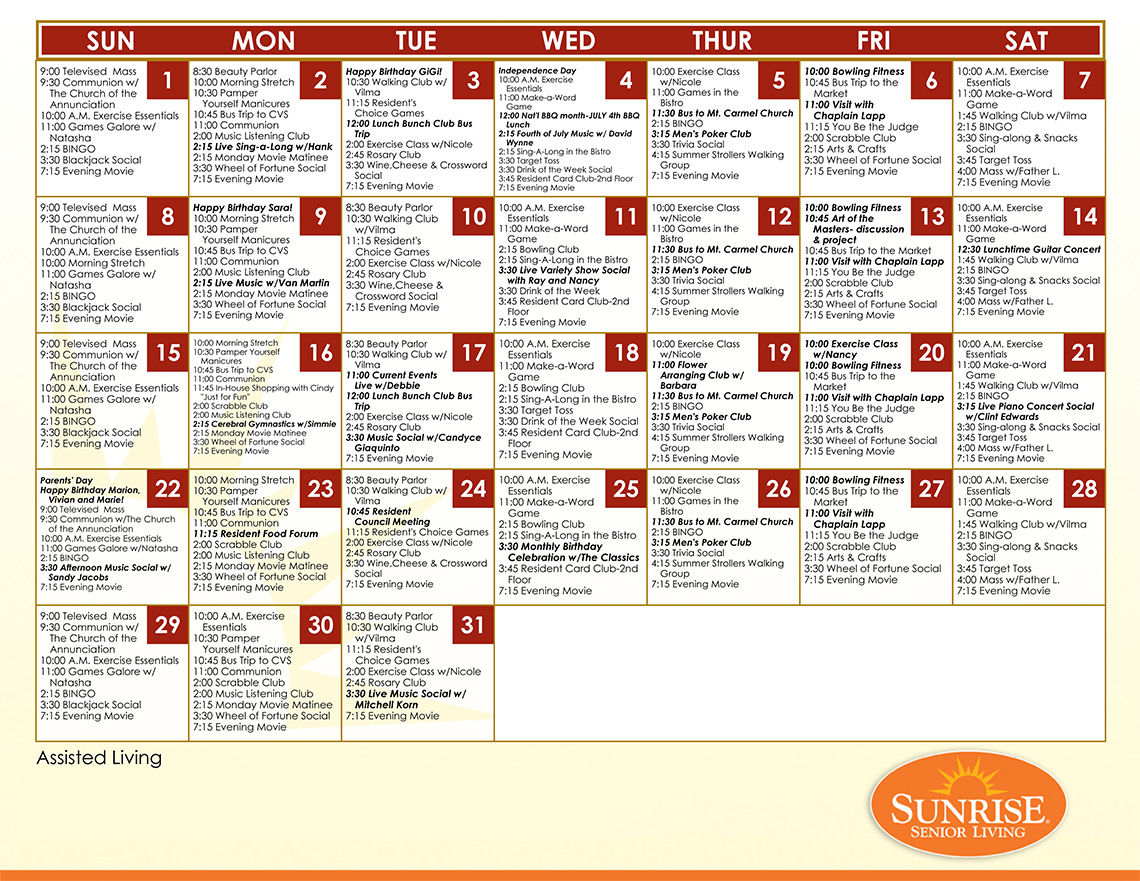 SUN MON TUE WED THUR FRI SAT
1
9:00 Televised Mass
9:30 Communion w/
The Church of the
Annunciation
10:00 A.M. Exercise Essentials
11:00 Games Galore w/
Natasha
2:15 BINGO
3:30 Blackjack Social
7:15 Evening Movie
2
8:30 Beauty Parlor
10:00 Morning Stretch
10:30 Pamper
Yourself Manicures
10:45 Bus Trip to CVS
11:00 Communion
2:00 Music Listening Club
2:15 Live Sing-a-Long w/Hank
2:15 Monday Movie Matinee
3:30 Wheel of Fortune Social
7:15 Evening Movie
3
Happy Birthday GiGi!
10:30 Walking Club w/
Vilma
11:15 Resident's
Choice Games
12:00 Lunch Bunch Club Bus
Trip
2:00 Exercise Class w/Nicole
2:45 Rosary Club
3:30 Wine,Cheese & Crossword
Social
7:15 Evening Movie
4
Independence Day
10:00 A.M. Exercise
Essentials
11:00 Make-a-Word
Game
12:00 Nat'l BBQ month-JULY 4th BBQ
Lunch
2:15 Fourth of July Music w/ David
Wynne
2:15 Sing-A-Long in the Bistro
3:30 Target Toss
3:30 Drink of the Week Social
3:45 Resident Card Club-2nd Floor
7:15 Evening Movie
5
10:00 Exercise Class
w/Nicole
11:00 Games in the
Bistro
11:30 Bus to Mt. Carmel Church
2:15 BINGO
3:15 Men's Poker Club
3:30 Trivia Social
4:15 Summer Strollers Walking
Group
7:15 Evening Movie
6
10:00 Bowling Fitness
10:45 Bus Trip to the
Market
11:00 Visit with
Chaplain Lapp
11:15 You Be the Judge
2:00 Scrabble Club
2:15 Arts & Crafts
3:30 Wheel of Fortune Social
7:15 Evening Movie
7
10:00 A.M. Exercise
Essentials
11:00 Make-a-Word
Game
1:45 Walking Club w/Vilma
2:15 BINGO
3:30 Sing-along & Snacks
Social
3:45 Target Toss
4:00 Mass w/Father L.
7:15 Evening Movie
8
9:00 Televised Mass
9:30 Communion w/
The Church of the
Annunciation
10:00 A.M. Exercise Essentials
10:00 Morning Stretch
11:00 Games Galore w/
Natasha
2:15 BINGO
3:30 Blackjack Social
7:15 Evening Movie
9
Happy Birthday Sara!
10:00 Morning Stretch
10:30 Pamper
Yourself Manicures
10:45 Bus Trip to CVS
11:00 Communion
2:00 Music Listening Club
2:15 Live Music w/Van Martin
2:15 Monday Movie Matinee
3:30 Wheel of Fortune Social
7:15 Evening Movie
10
8:30 Beauty Parlor
10:30 Walking Club
w/Vilma
11:15 Resident's
Choice Games
2:00 Exercise Class w/Nicole
2:45 Rosary Club
3:30 Wine,Cheese &
Crossword Social
7:15 Evening Movie
11
10:00 A.M. Exercise
Essentials
11:00 Make-a-Word
Game
2:15 Bowling Club
2:15 Sing-A-Long in the Bistro
3:30 Live Variety Show Social
with Ray and Nancy
3:30 Drink of the Week
3:45 Resident Card Club-2nd
Floor
7:15 Evening Movie
12
10:00 Exercise Class
w/Nicole
11:00 Games in the
Bistro
11:30 Bus to Mt. Carmel Church
2:15 BINGO
3:15 Men's Poker Club
3:30 Trivia Social
4:15 Summer Strollers Walking
Group
7:15 Evening Movie
13
10:00 Bowling Fitness
10:45 Art of the
Masters- discussion
& project
10:45 Bus Trip to the Market
11:00 Visit with Chaplain Lapp
11:15 You Be the Judge
2:00 Scrabble Club
2:15 Arts & Crafts
3:30 Wheel of Fortune Social
7:15 Evening Movie
14
10:00 A.M. Exercise
Essentials
11:00 Make-a-Word
Game
12:30 Lunchtime Guitar Concert
1:45 Walking Club w/Vilma
2:15 BINGO
3:30 Sing-along & Snacks Social
3:45 Target Toss
4:00 Mass w/Father L.
7:15 Evening Movie
15
9:00 Televised Mass
9:30 Communion w/
The Church of the
Annunciation
10:00 A.M. Exercise Essentials
11:00 Games Galore w/
Natasha
2:15 BINGO
3:30 Blackjack Social
7:15 Evening Movie
16
10:00 Morning Stretch
10:30 Pamper Yourself
Manicures
10:45 Bus Trip to CVS
11:00 Communion
11:45 In-House Shopping with Cindy
"Just for Fun"
2:00 Scrabble Club
2:00 Music Listening Club
2:15 Cerebral Gymnastics w/Simmie
2:15 Monday Movie Matinee
3:30 Wheel of Fortune Social
7:15 Evening Movie
17
8:30 Beauty Parlor
10:30 Walking Club w/
Vilma
11:00 Current Events
Live w/Debbie
12:00 Lunch Bunch Club Bus
Trip
2:00 Exercise Class w/Nicole
2:45 Rosary Club
3:30 Music Social w/Candyce
Giaquinto
7:15 Evening Movie
18
10:00 A.M. Exercise
Essentials
11:00 Make-a-Word
Game
2:15 Bowling Club
2:15 Sing-A-Long in the Bistro
3:30 Target Toss
3:30 Drink of the Week Social
3:45 Resident Card Club-2nd
Floor
7:15 Evening Movie
19
10:00 Exercise Class
w/Nicole
11:00 Flower
Arranging Club w/
Barbara
11:30 Bus to Mt. Carmel Church
2:15 BINGO
3:15 Men's Poker Club
3:30 Trivia Social
4:15 Summer Strollers Walking
Group
7:15 Evening Movie
20
10:00 Exercise Class
w/Nancy
10:00 Bowling Fitness
10:45 Bus Trip to the
Market
11:00 Visit with Chaplain Lapp
11:15 You Be the Judge
2:00 Scrabble Club
2:15 Arts & Crafts
3:30 Wheel of Fortune Social
7:15 Evening Movie
21
10:00 A.M. Exercise
Essentials
11:00 Make-a-Word
Game
1:45 Walking Club w/Vilma
2:15 BINGO
3:15 Live Piano Concert Social
w/Clint Edwards
3:30 Sing-along & Snacks Social
3:45 Target Toss
4:00 Mass w/Father L.
7:15 Evening Movie
22
Parents' Day
Happy Birthday Marion,
Vivian and Marie!
9:00 Televised Mass
9:30 Communion w/The Church
of the Annunciation
10:00 A.M. Exercise Essentials
11:00 Games Galore w/Natasha
2:15 BINGO
3:30 Afternoon Music Social w/
Sandy Jacobs
7:15 Evening Movie
23
10:00 Morning Stretch
10:30 Pamper
Yourself Manicures
10:45 Bus Trip to CVS
11:00 Communion
11:15 Resident Food Forum
2:00 Scrabble Club
2:00 Music Listening Club
2:15 Monday Movie Matinee
3:30 Wheel of Fortune Social
7:15 Evening Movie
24
8:30 Beauty Parlor
10:30 Walking Club w/
Vilma
10:45 Resident
Council Meeting
11:15 Resident's Choice Games
2:00 Exercise Class w/Nicole
2:45 Rosary Club
3:30 Wine,Cheese & Crossword
Social
7:15 Evening Movie
25
10:00 A.M. Exercise
Essentials
11:00 Make-a-Word
Game
2:15 Bowling Club
2:15 Sing-A-Long in the Bistro
3:30 Monthly Birthday
Celebration w/The Classics
3:45 Resident Card Club-2nd
Floor
7:15 Evening Movie
26
10:00 Exercise Class
w/Nicole
11:00 Games in the
Bistro
11:30 Bus to Mt. Carmel Church
2:15 BINGO
3:15 Men's Poker Club
3:30 Trivia Social
4:15 Summer Strollers Walking
Group
7:15 Evening Movie
27
10:00 Bowling Fitness
10:45 Bus Trip to the
Market
11:00 Visit with
Chaplain Lapp
11:15 You Be the Judge
2:00 Scrabble Club
2:15 Arts & Crafts
3:30 Wheel of Fortune Social
7:15 Evening Movie
28
10:00 A.M. Exercise
Essentials
11:00 Make-a-Word
Game
1:45 Walking Club w/Vilma
2:15 BINGO
3:30 Sing-along & Snacks
Social
3:45 Target Toss
4:00 Mass w/Father L.
7:15 Evening Movie
29
9:00 Televised Mass
9:30 Communion w/
The Church of the
Annunciation
10:00 A.M. Exercise Essentials
11:00 Games Galore w/
Natasha
2:15 BINGO
3:30 Blackjack Social
7:15 Evening Movie
30
10:00 A.M. Exercise
Essentials
10:30 Pamper
Yourself Manicures
10:45 Bus Trip to CVS
11:00 Communion
2:00 Scrabble Club
2:00 Music Listening Club
2:15 Monday Movie Matinee
3:30 Wheel of Fortune Social
7:15 Evening Movie
31
8:30 Beauty Parlor
10:30 Walking Club
w/Vilma
11:15 Resident's
Choice Games
2:00 Exercise Class w/Nicole
2:45 Rosary Club
3:30 Live Music Social w/
Mitchell Korn
7:15 Evening Movie
Assisted Living
SUNRISE®
SENIOR LIVING